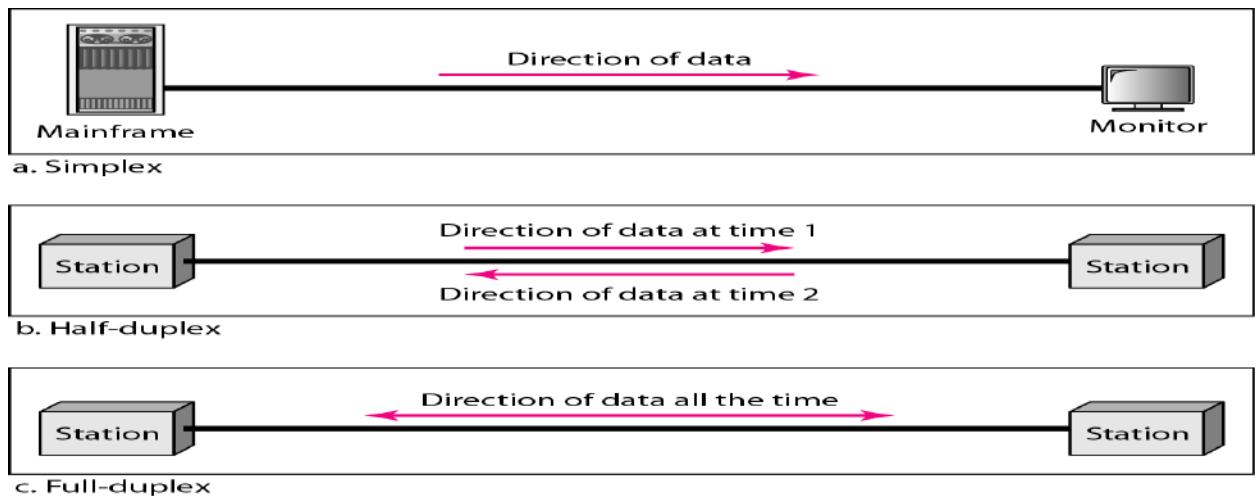 Direction of data
Mainframe
Monitor
a. Simplex
Direction of data at time 1
Station
Station
Direction of data at time 2
b. Half-duplex
Direction of data all the time
Station
Station
c. Full-duplex